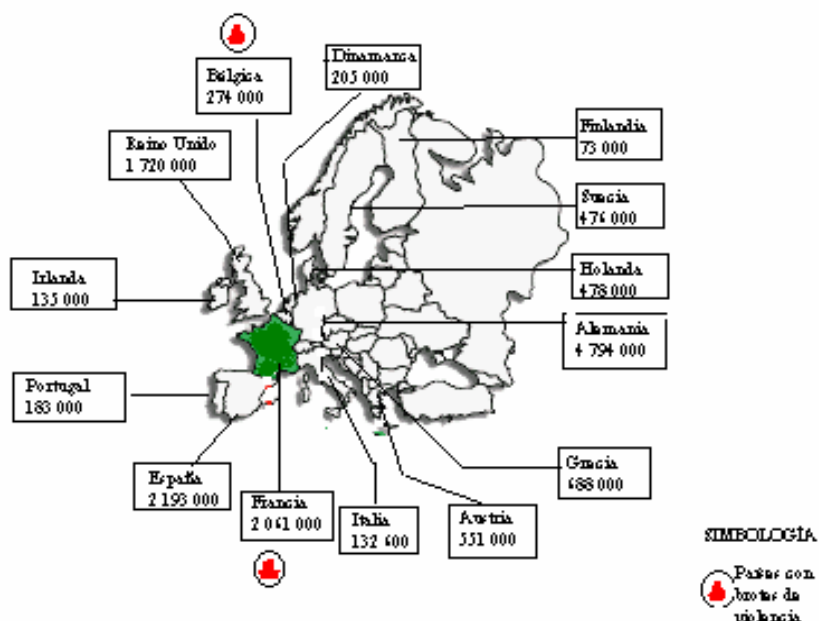 Bélgica
274 000
Dinamarca
205 000
Reino Unido
1 720 000
Finlandia
73 000
Suecia
476 000
Irlanda
135 000
Holanda
478 000
Alemania
4 794 000
Portugal
183 000
España
2 193 000
Francia
2 061 000
Italia
132 600
Austria
551 000
Grecia
688 000
SIMBOLOGÍA
Países con
brotes de
violencia